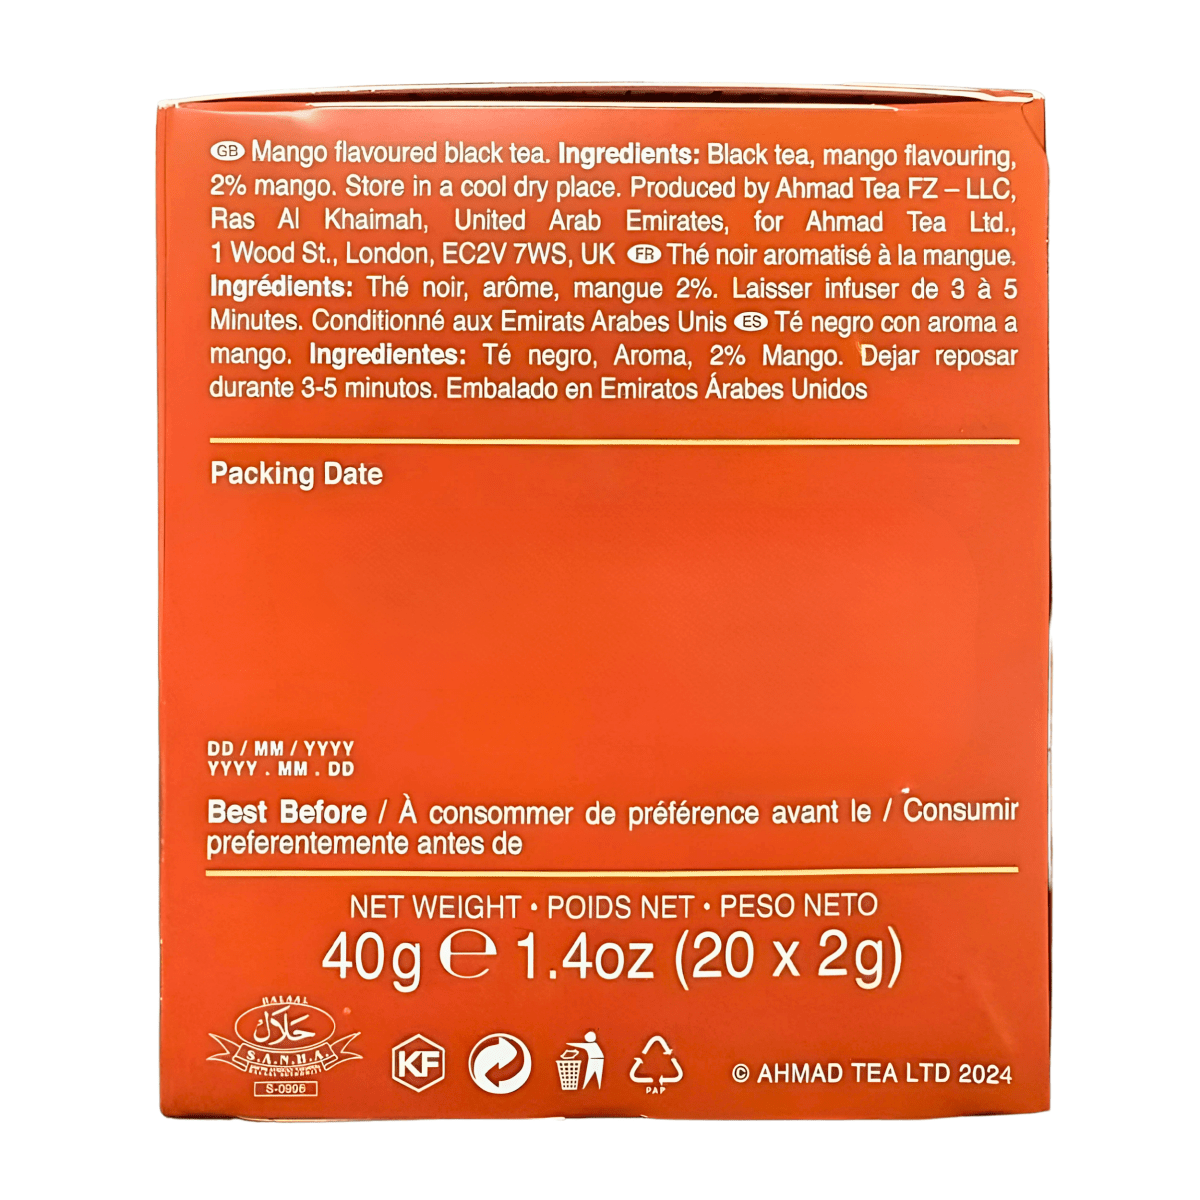 GB Mango flavoured black tea. Ingredients: Black tea, mango flavouring,
2% mango. Store in a cool dry place. Produced by Ahmad Tea FZ – LLC,
Ras Al Khaimah, United Arab Emirates, for Ahmad Tea Ltd.,
1 Wood St., London, EC2V 7WS, UK FR Thé noir aromatisé à la mangue.
Ingrédients: Thé noir, arôme, mangue 2%. Laisser infuser de 3 à 5
Minutes. Conditionné aux Emirats Arabes Unis ES Té negro con aroma a
mango. Ingredientes: Té negro, Aroma, 2% Mango. Dejar reposar
durante 3-5 minutos. Embalado en Emiratos Árabes Unidos
Packing Date
DD / MM / YYYY
YYYY . MM . DD
Best Before / À consommer de préférence avant le / Consumir
preferentemente antes de
NET WEIGHT • POIDS NET • PESO NETO
40g e 1.4oz (20 x 2g)
HALAAL
حلال
S.A.N.H.A.
S-0996
KF
PAP
© AHMAD TEA LTD 2024